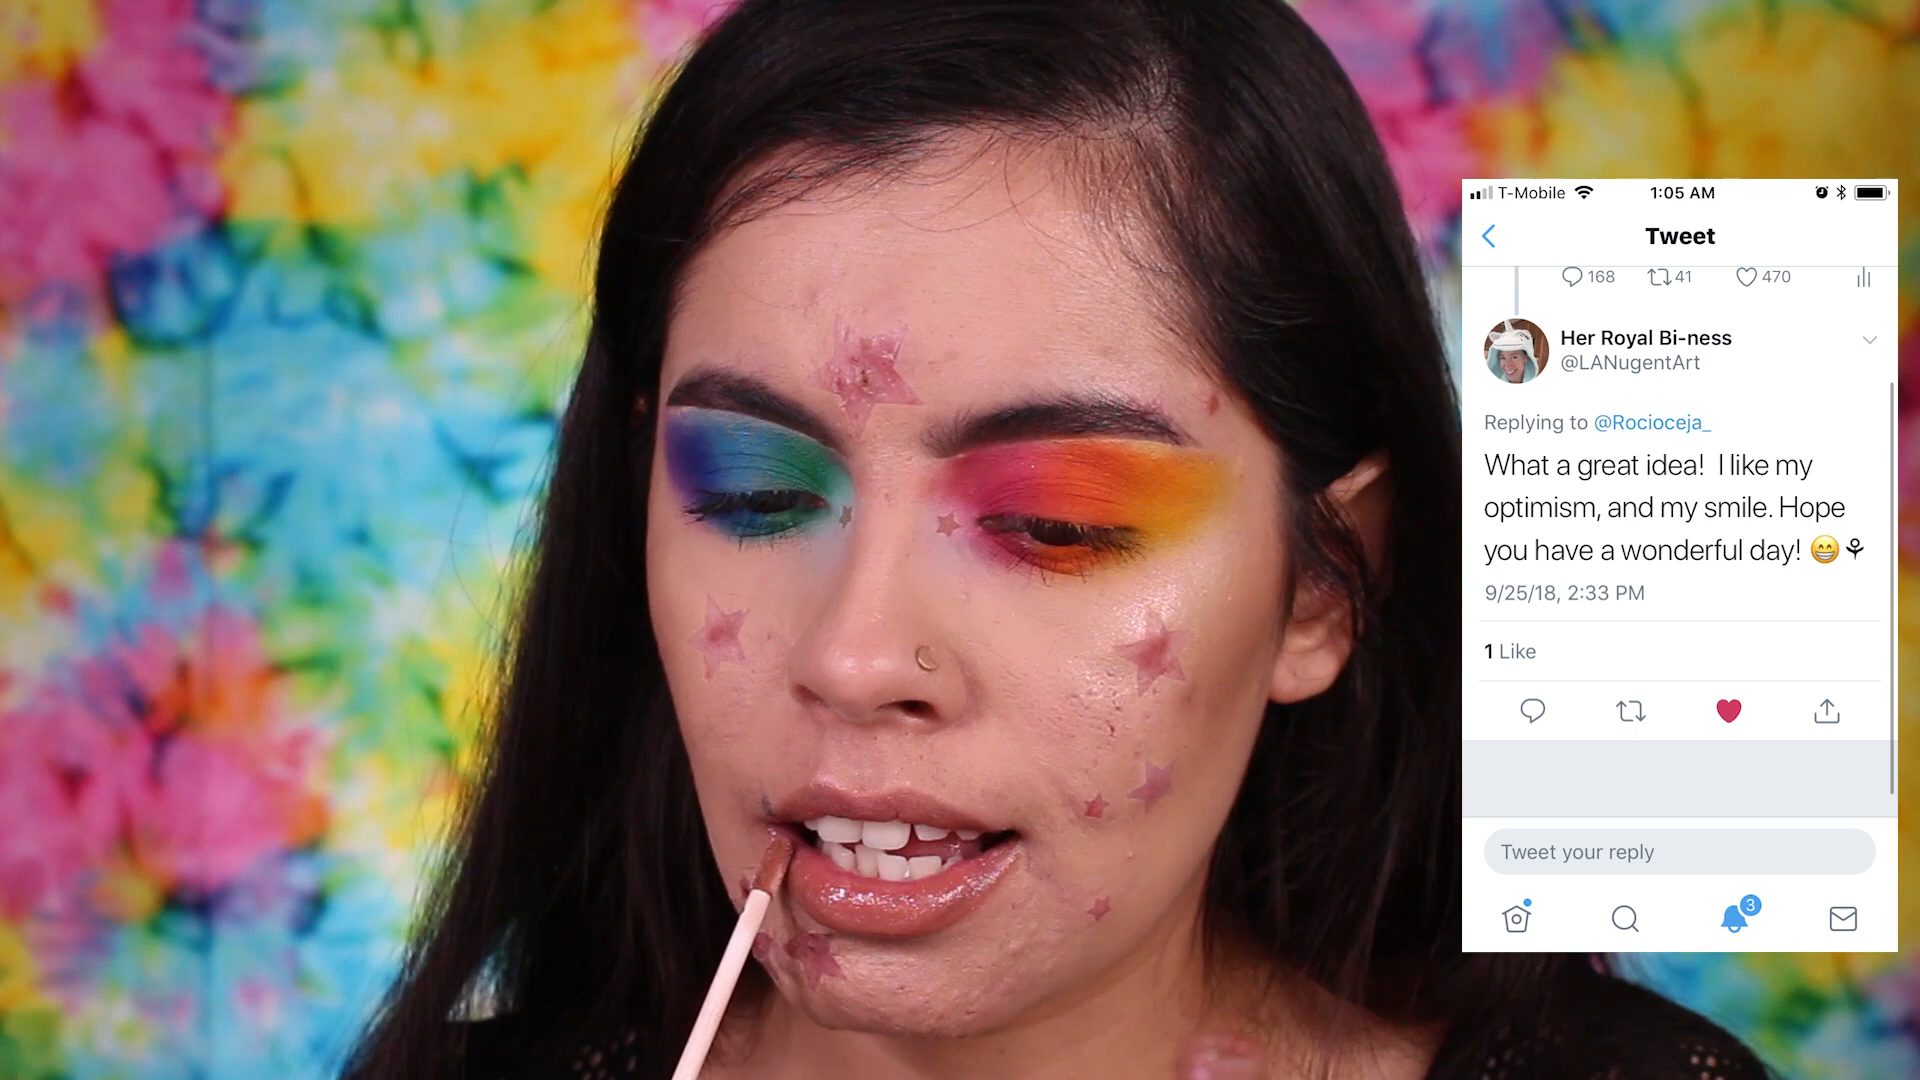 T-Mobile 1:05 AM
Tweet
168 41 470
Her Royal Bi-ness
@LANugentArt
Replying to @Rocioceja_
What a great idea! I like my
optimism, and my smile. Hope
you have a wonderful day! 😁⚘
9/25/18, 2:33 PM
1 Like
Tweet your reply
3